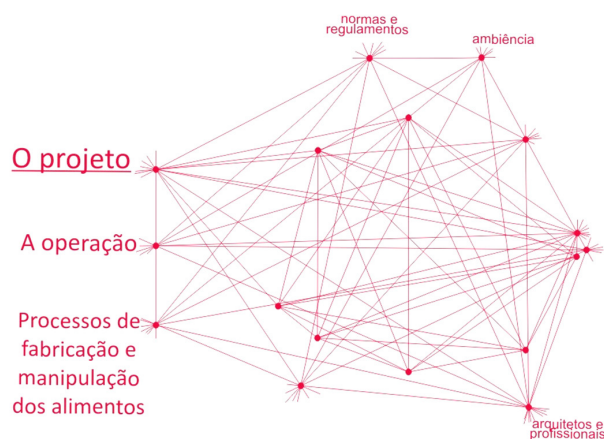 normas e
regulamentos
ambiência
O projeto
A operação
Processos de
fabricação e
manipulação
dos alimentos
arquitetos e
profissionais